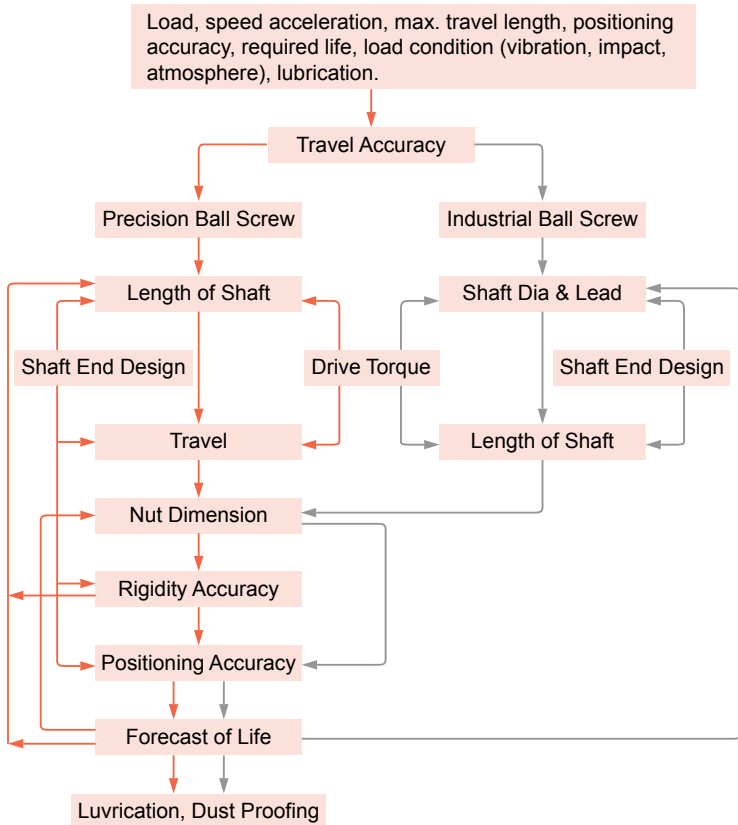 Load, speed acceleration, max. travel length, positioning
accuracy, required life, load condition (vibration, impact,
atmosphere), lubrication.
Travel Accuracy
Precision Ball Screw
Industrial Ball Screw
Length of Shaft
Shaft Dia & Lead
Shaft End Design
Drive Torque
Shaft End Design
Travel
Length of Shaft
Nut Dimension
Rigidity Accuracy
Positioning Accuracy
Forecast of Life
Luvrication, Dust Proofing